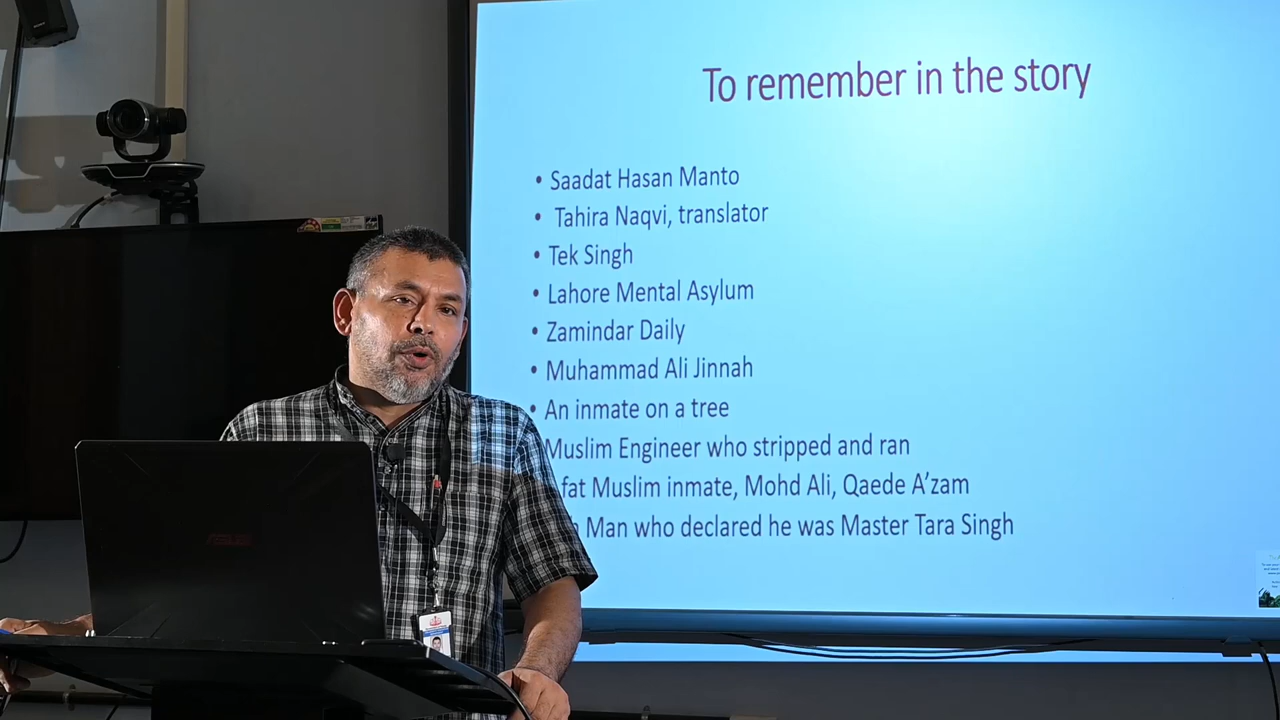 To remember in the story
• Saadat Hasan Manto
• Tahira Naqvi, translator
• Tek Singh
• Lahore Mental Asylum
• Zamindar Daily
• Muhammad Ali Jinnah
• An inmate on a tree
Muslim Engineer who stripped and ran
fat Muslim inmate, Mohd Ali, Qaede A'zam
Man who declared he was Master Tara Singh
ASUS